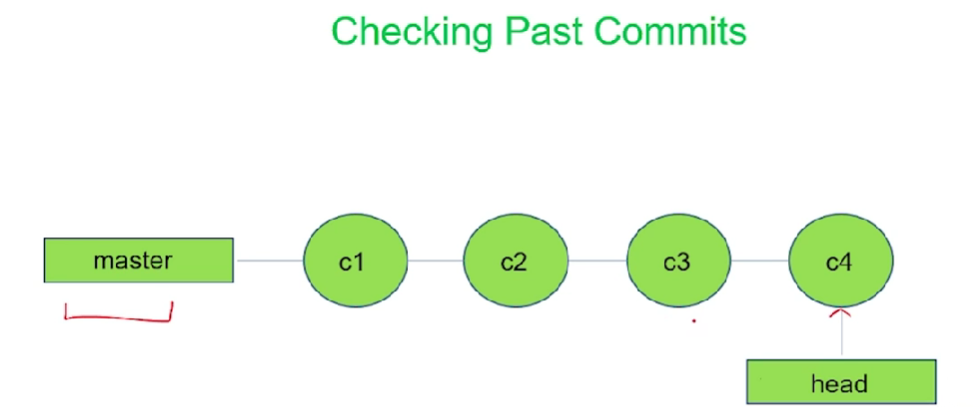 Checking Past Commits
master
c1
c2
c3
c4
head